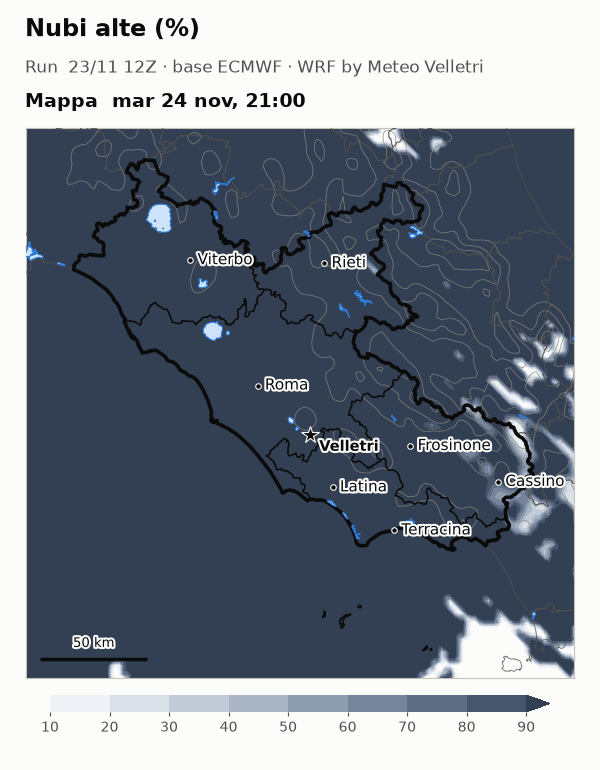 Nubi alte (%)
Run  23/11 12Z · base ECMWF · WRF by Meteo Velletri
Mappa  mar 24 nov, 21:00
Viterbo
Rieti
Roma
Velletri
Frosinone
Cassino
Latina
Terracina
50 km
10 20 30 40 50 60 70 80 90